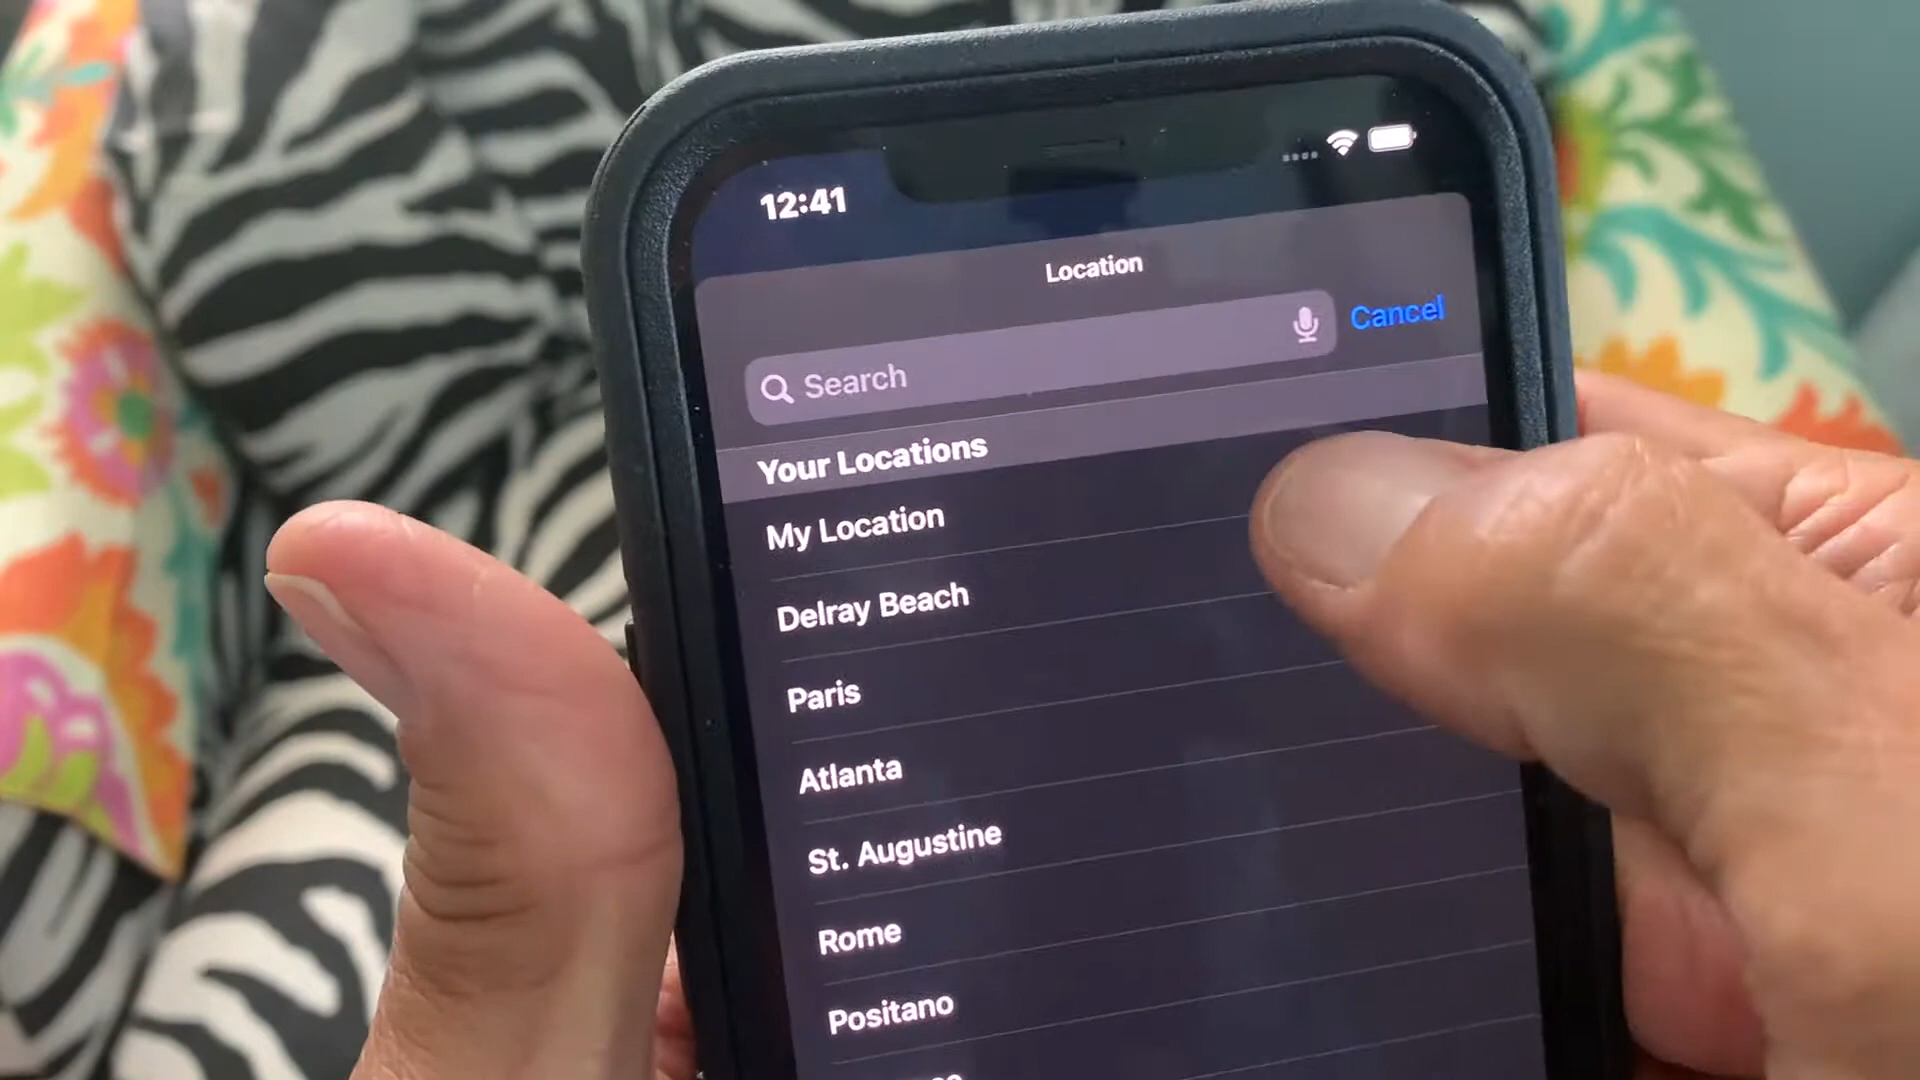 12:41
Location
Search
Cancel
Your Locations
My Location
Delray Beach
Paris
Atlanta
St. Augustine
Rome
Positano